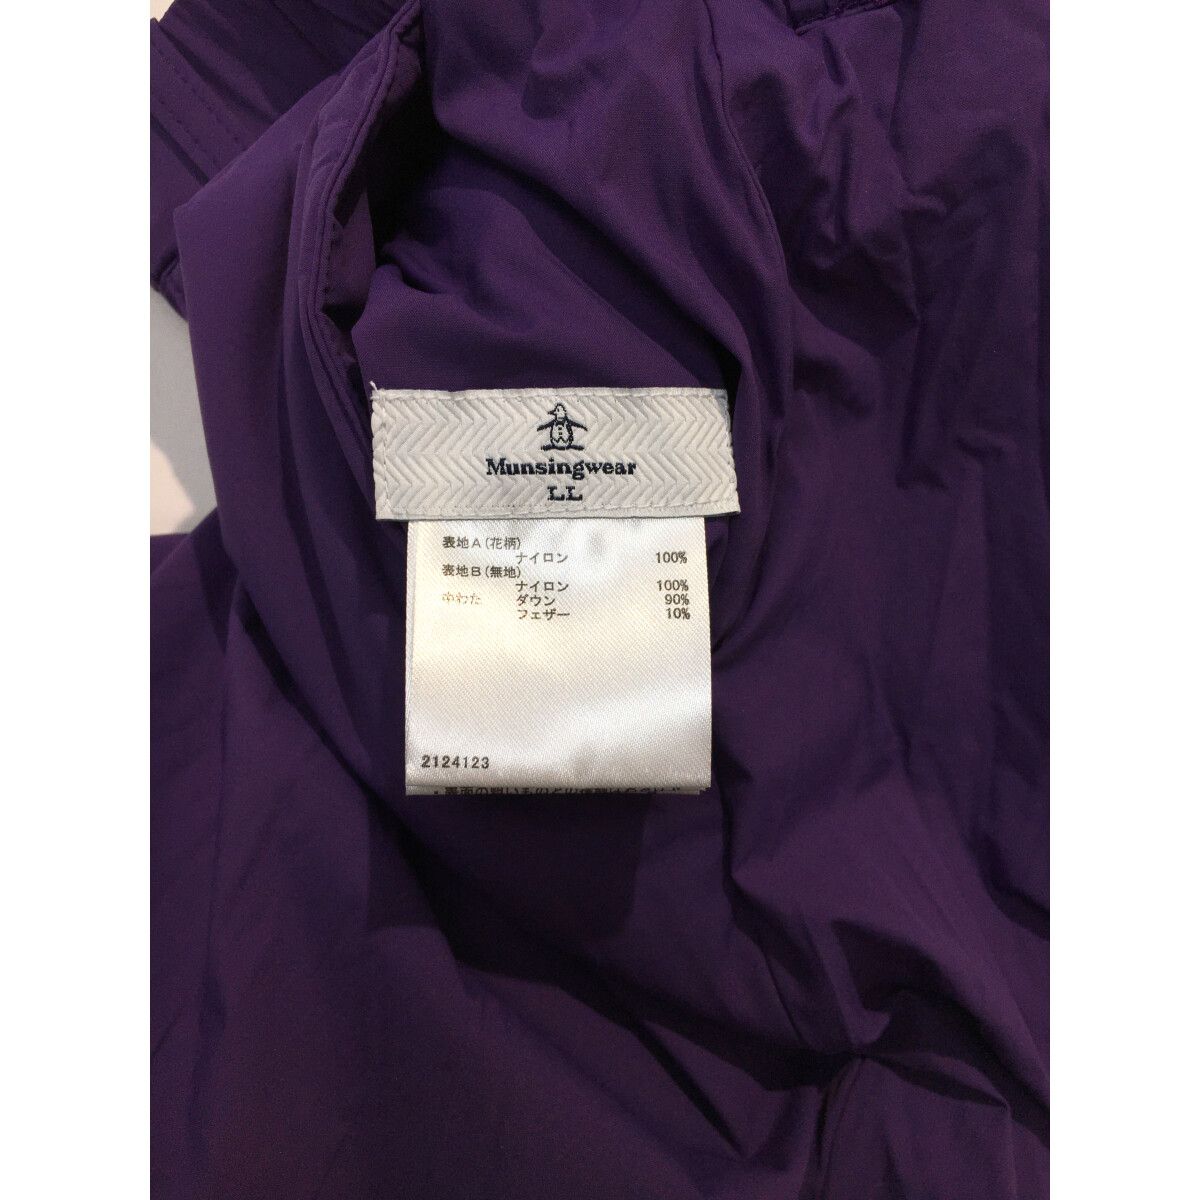 Munsingwear
LL
表地A(花柄)
ナイロン 100%
表地B(無地)
ナイロン 100%
中わた ダウン 90%
フェザー 10%
2124123